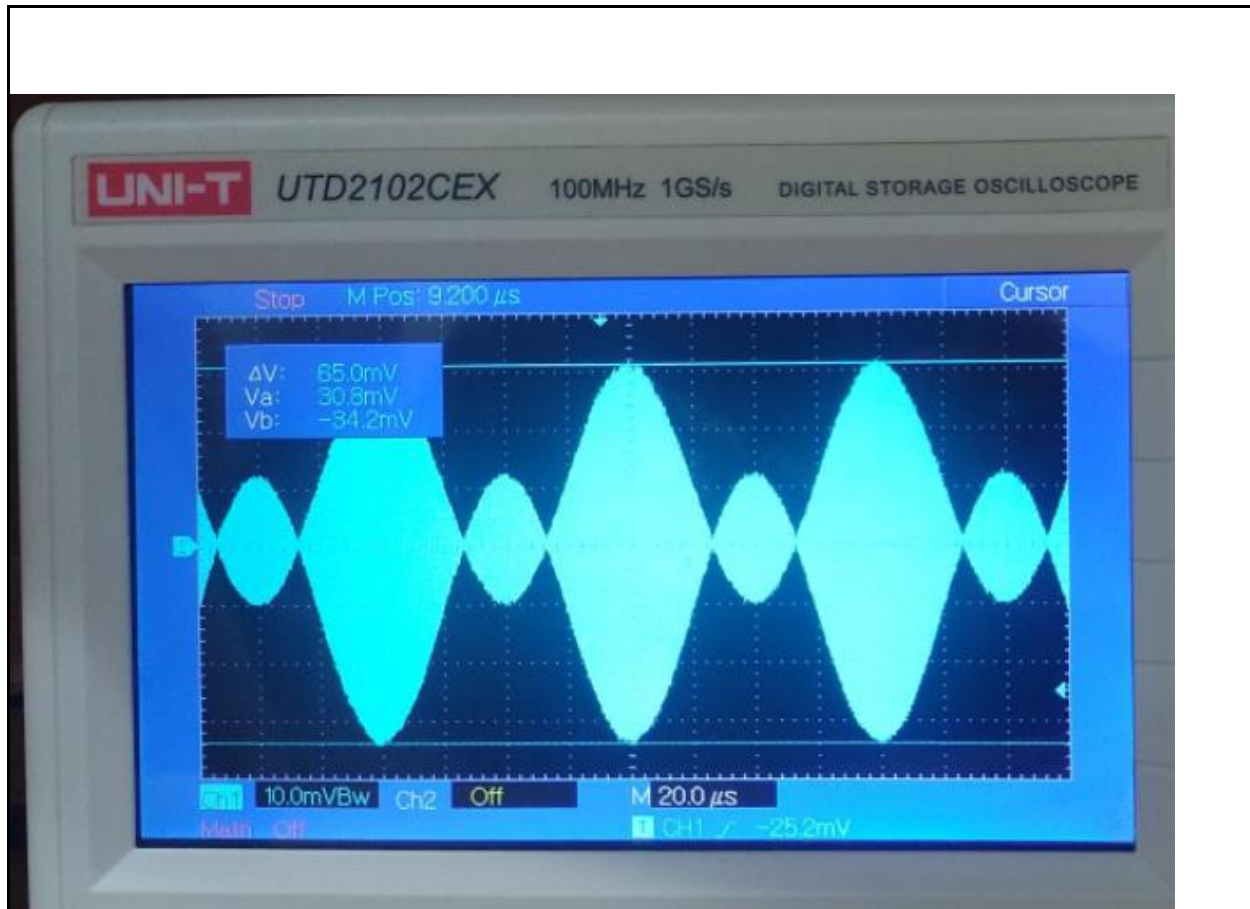 UNI-T UTD2102CEX 100MHz 1GS/s DIGITAL STORAGE OSCILLOSCOPE
Stop M Pos: 9.200 μs Cursor
ΔV: 65.0mV
Va: 30.8mV
Vb: -34.2mV
Ch1 10.0mVBw Ch2 Off M 20.0 μs
Math Off T CH1 -25.2mV